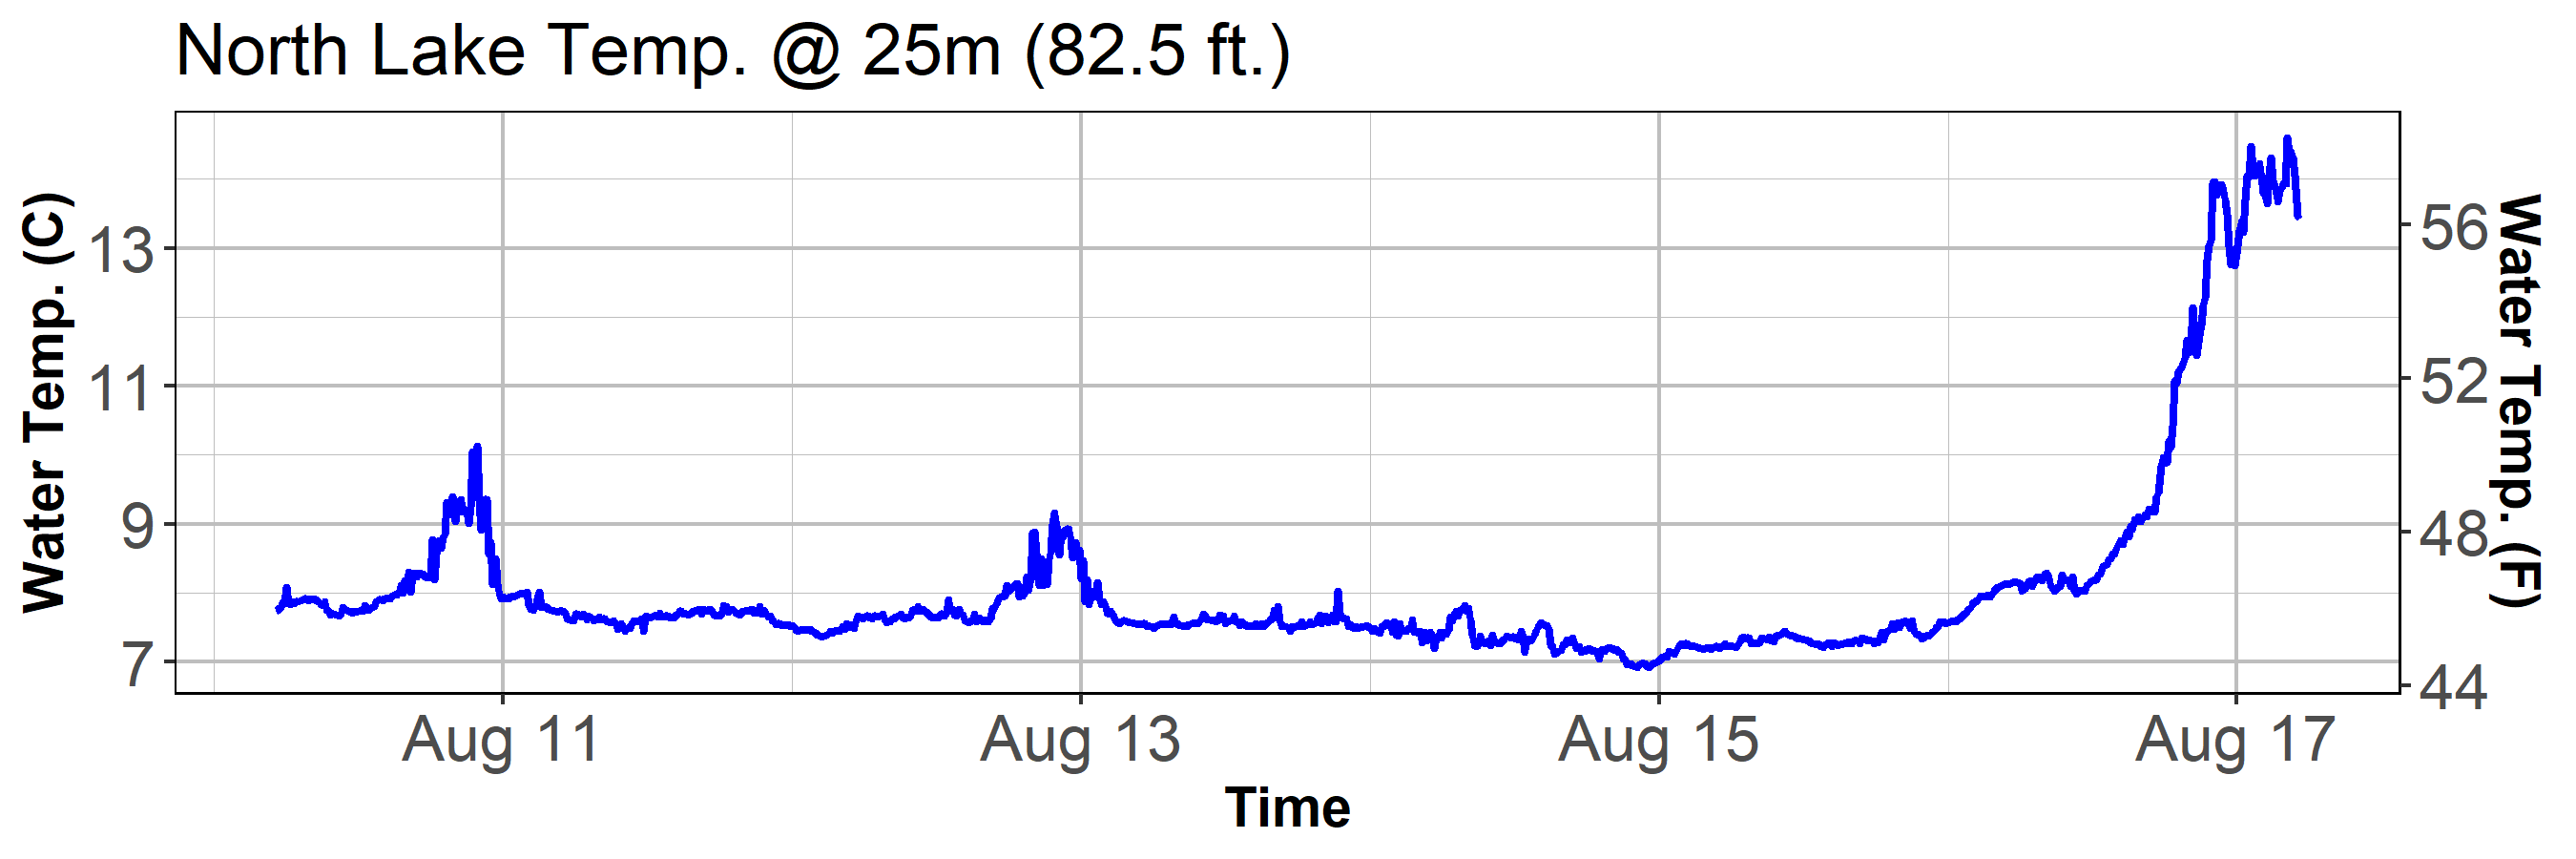 North Lake Temp. @ 25m (82.5 ft.)
Water Temp. (C)
13
11
9
7
56
52
48
44
Water Temp. (F)
Aug 11 Aug 13 Aug 15 Aug 17
Time